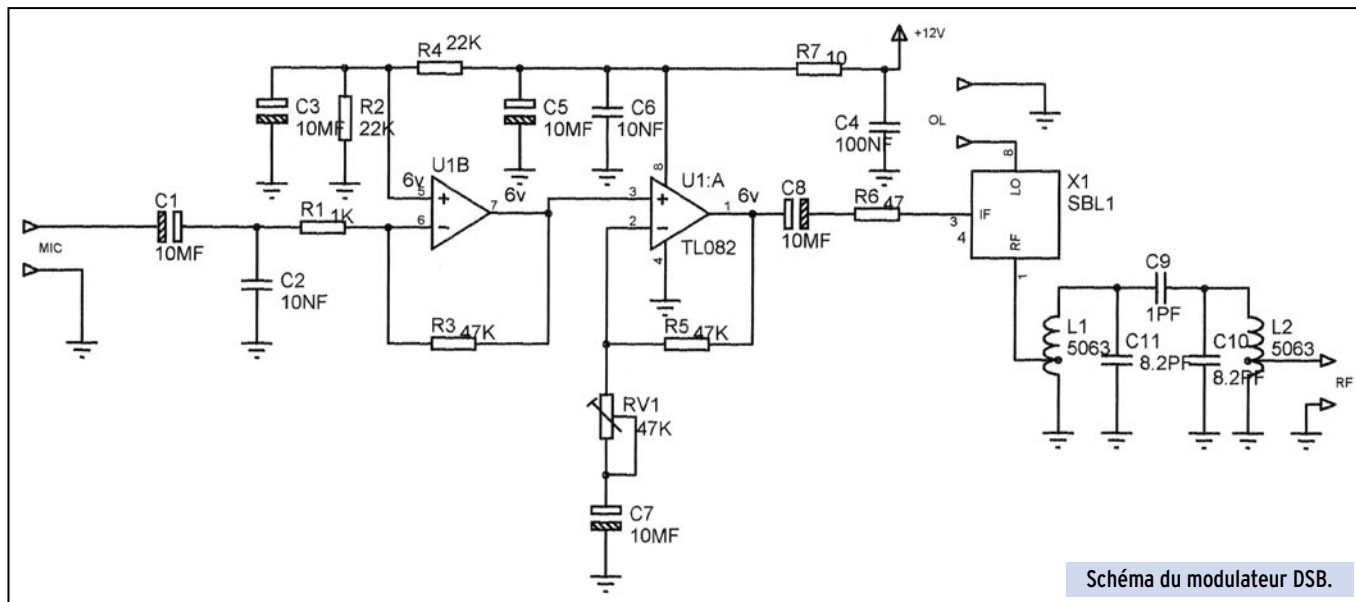 R4 22K
R7 10
+12V
C3
10MF
R2
22K
C5
10MF
C6
10NF
C4
100NF
OL
8
LO
X1
SBL1
IF
3
4
RF
1
U1B
6v
5
+
6
-
7
6v
8
U1:A
3
+
2
-
1
6v
TL082
4
C8
10MF
R6 47
C1
10MF
MIC
R1 1K
C2
10NF
R3 47K
R5 47K
RV1
47K
C7
10MF
C9
1PF
L1
5063
C11
8.2PF
C10
8.2PF
L2
5063
RF
Schéma du modulateur DSB.